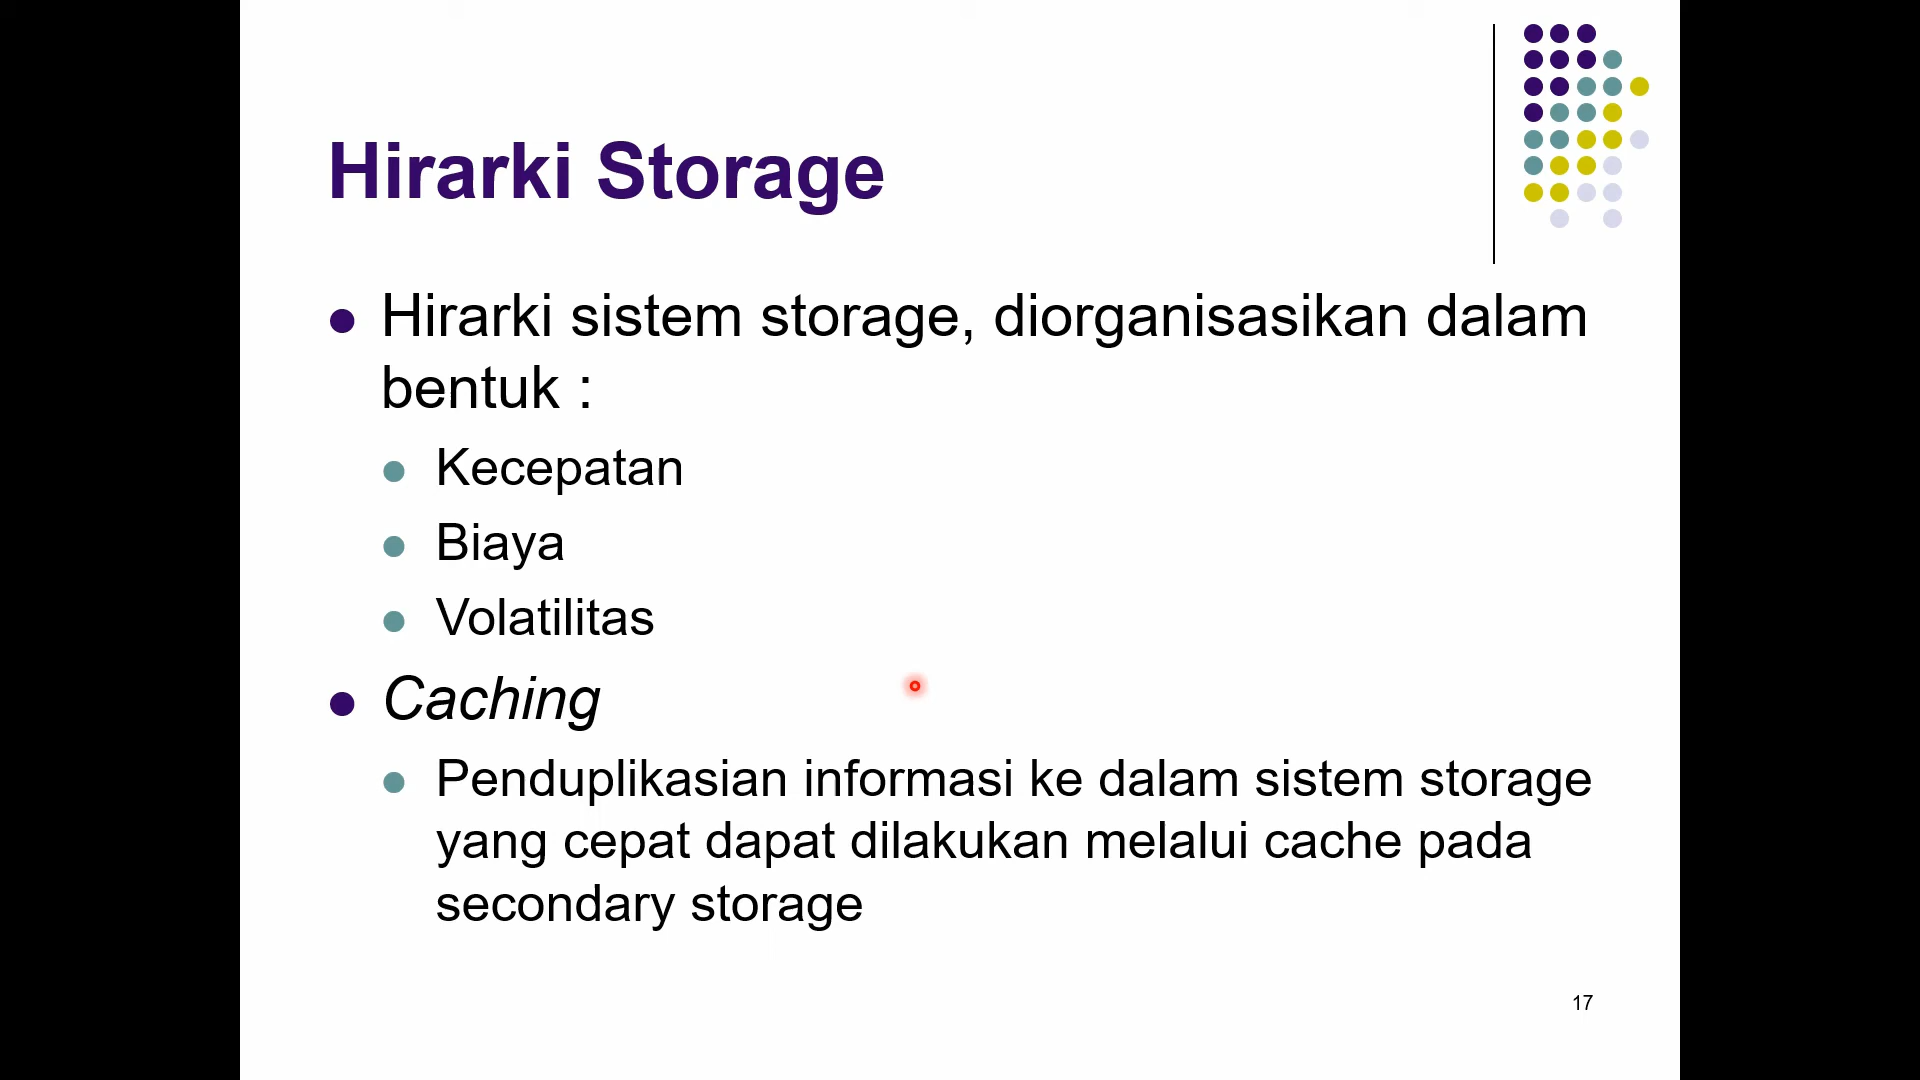 Hirarki Storage
Hirarki sistem storage, diorganisasikan dalam
bentuk :
Kecepatan
Biaya
Volatilitas
Caching
Penduplikasian informasi ke dalam sistem storage
yang cepat dapat dilakukan melalui cache pada
secondary storage
17